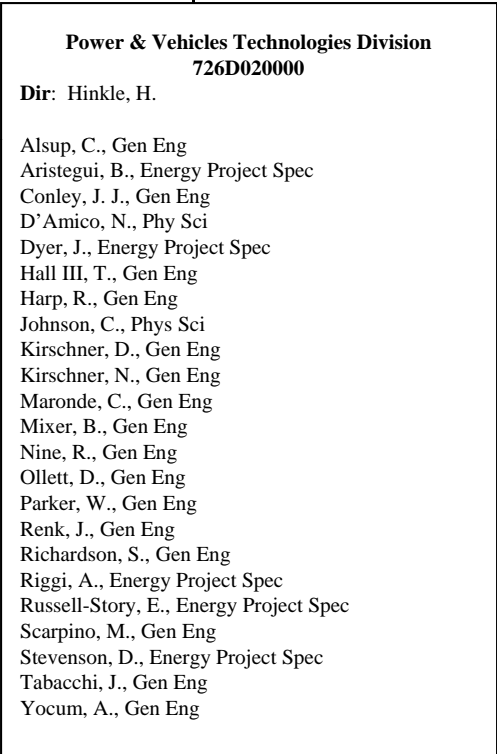 Power & Vehicles Technologies Division
726D020000
Dir: Hinkle, H.
Alsup, C., Gen Eng
Aristegui, B., Energy Project Spec
Conley, J. J., Gen Eng
D’Amico, N., Phy Sci
Dyer, J., Energy Project Spec
Hall III, T., Gen Eng
Harp, R., Gen Eng
Johnson, C., Phys Sci
Kirschner, D., Gen Eng
Kirschner, N., Gen Eng
Maronde, C., Gen Eng
Mixer, B., Gen Eng
Nine, R., Gen Eng
Ollett, D., Gen Eng
Parker, W., Gen Eng
Renk, J., Gen Eng
Richardson, S., Gen Eng
Riggi, A., Energy Project Spec
Russell-Story, E., Energy Project Spec
Scarpino, M., Gen Eng
Stevenson, D., Energy Project Spec
Tabacchi, J., Gen Eng
Yocum, A., Gen Eng